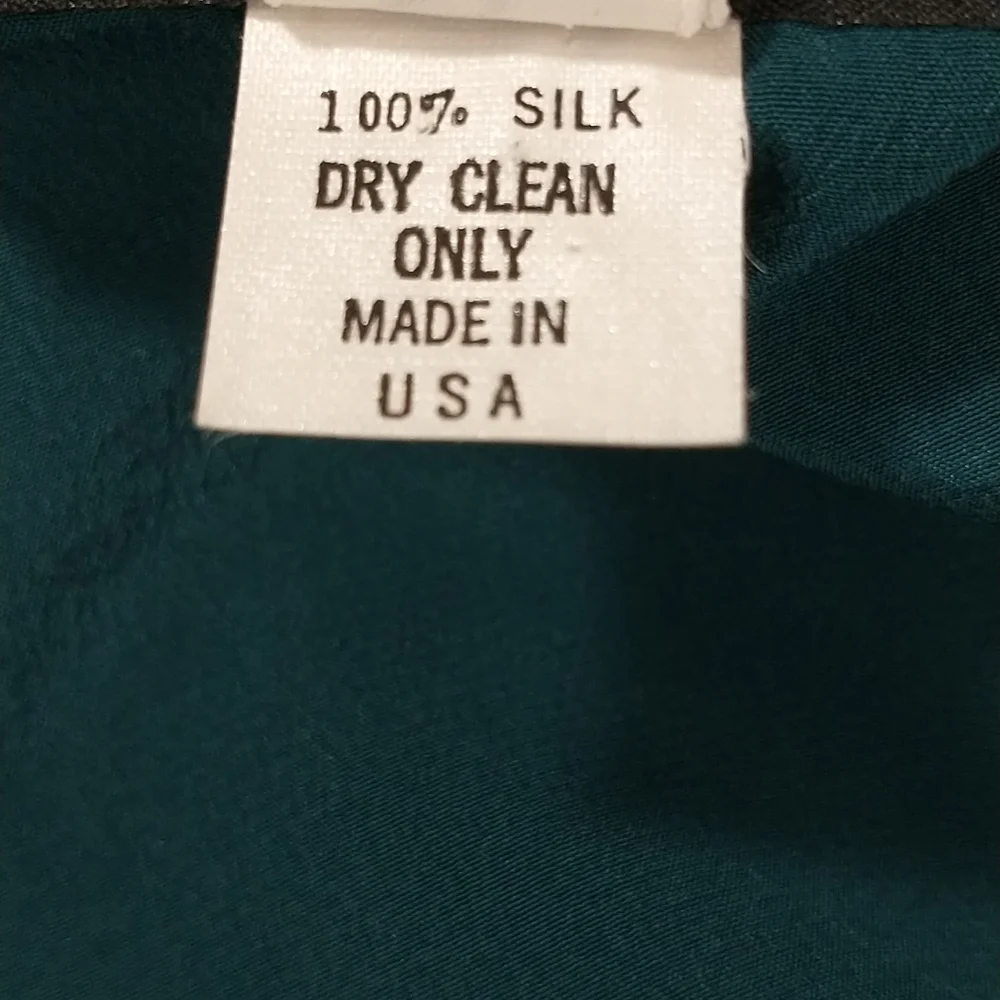 100% SILK
DRY CLEAN
ONLY
MADE IN
USA